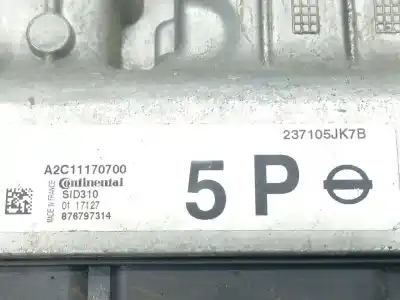 237105JK7B
A2C11170700
Continental
SID310
01 17127
876797314
MADE IN FRANCE
5 P